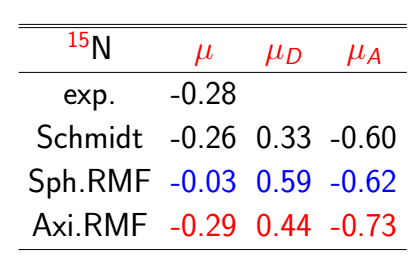 15N μ μD μA
exp. -0.28
Schmidt -0.26 0.33 -0.60
Sph.RMF -0.03 0.59 -0.62
Axi.RMF -0.29 0.44 -0.73